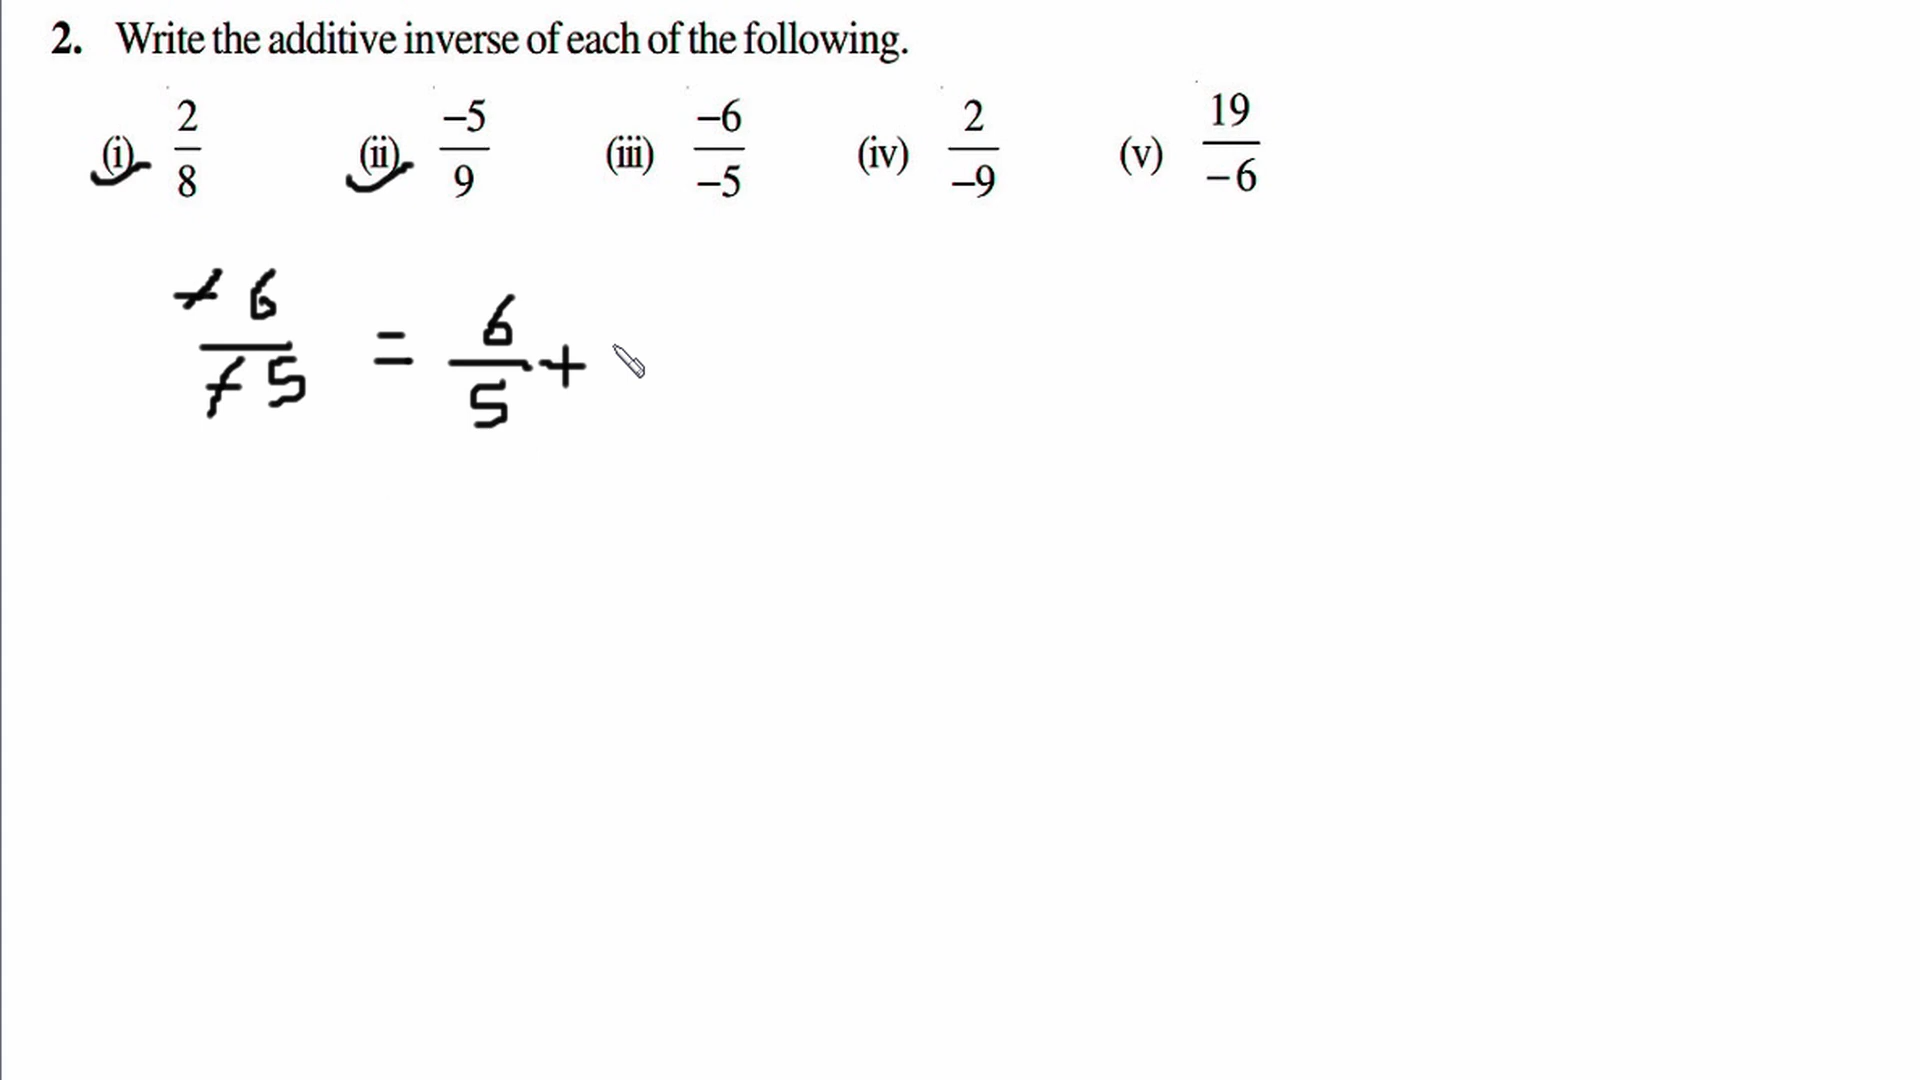 2. Write the additive inverse of each of the following.
(i) 2/8 (ii) –5/9 (iii) –6/–5 (iv) 2/–9 (v) 19/–6
-6/-5 = 6/5 +